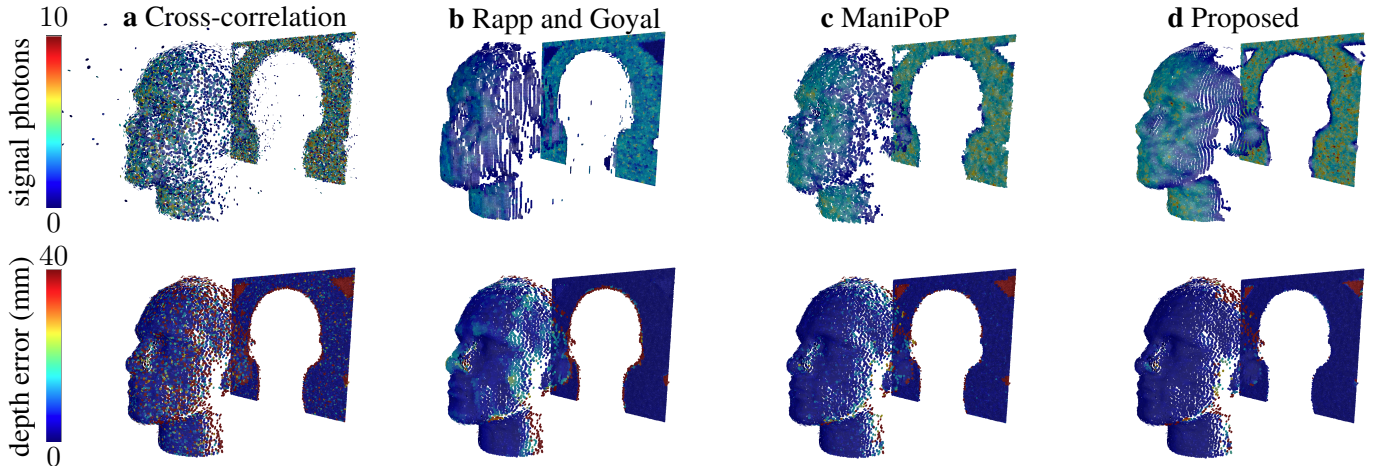 a Cross-correlation
b Rapp and Goyal
c ManiPoP
d Proposed
10
signal photons
0
40
depth error (mm)
0